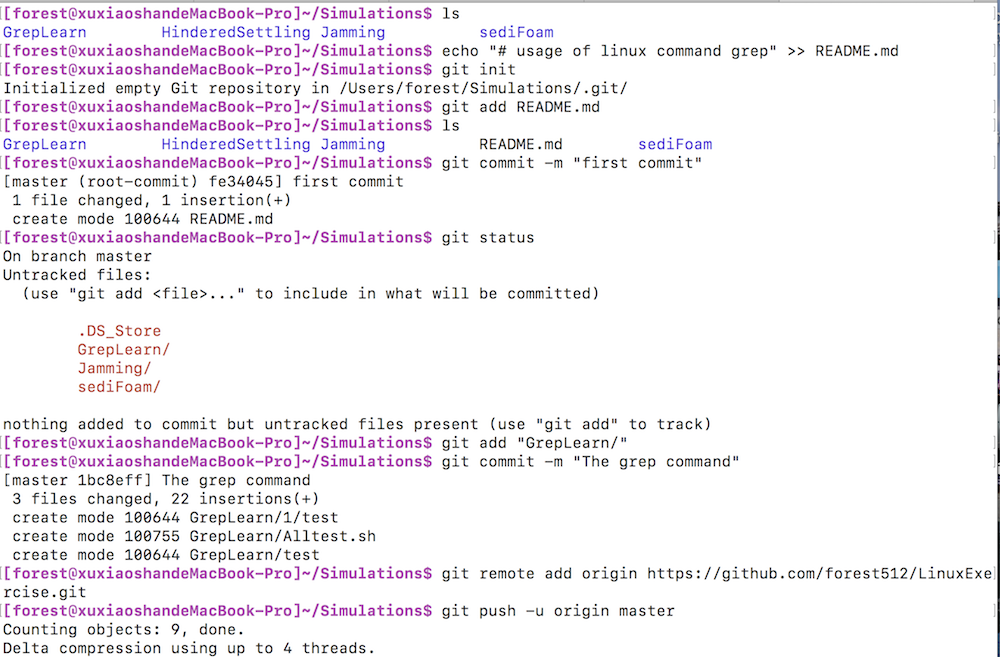 [[forest@xuxiaoshandeMacBook-Pro]~/Simulations$ ls
GrepLearn        HinderedSettling Jamming          sediFoam
[[forest@xuxiaoshandeMacBook-Pro]~/Simulations$ echo "# usage of linux command grep" >> README.md
[[forest@xuxiaoshandeMacBook-Pro]~/Simulations$ git init
Initialized empty Git repository in /Users/forest/Simulations/.git/
[[forest@xuxiaoshandeMacBook-Pro]~/Simulations$ git add README.md
[[forest@xuxiaoshandeMacBook-Pro]~/Simulations$ ls
GrepLearn        HinderedSettling Jamming          README.md        sediFoam
[[forest@xuxiaoshandeMacBook-Pro]~/Simulations$ git commit -m "first commit"
[master (root-commit) fe34045] first commit
 1 file changed, 1 insertion(+)
 create mode 100644 README.md
[[forest@xuxiaoshandeMacBook-Pro]~/Simulations$ git status
On branch master
Untracked files:
  (use "git add <file>..." to include in what will be committed)
        .DS_Store
        GrepLearn/
        Jamming/
        sediFoam/
nothing added to commit but untracked files present (use "git add" to track)
[[forest@xuxiaoshandeMacBook-Pro]~/Simulations$ git add "GrepLearn/"
[[forest@xuxiaoshandeMacBook-Pro]~/Simulations$ git commit -m "The grep command"
[master 1bc8eff] The grep command
 3 files changed, 22 insertions(+)
 create mode 100644 GrepLearn/1/test
 create mode 100755 GrepLearn/Alltest.sh
 create mode 100644 GrepLearn/test
[[forest@xuxiaoshandeMacBook-Pro]~/Simulations$ git remote add origin https://github.com/forest512/LinuxExe]
rcise.git
[[forest@xuxiaoshandeMacBook-Pro]~/Simulations$ git push -u origin master
Counting objects: 9, done.
Delta compression using up to 4 threads.